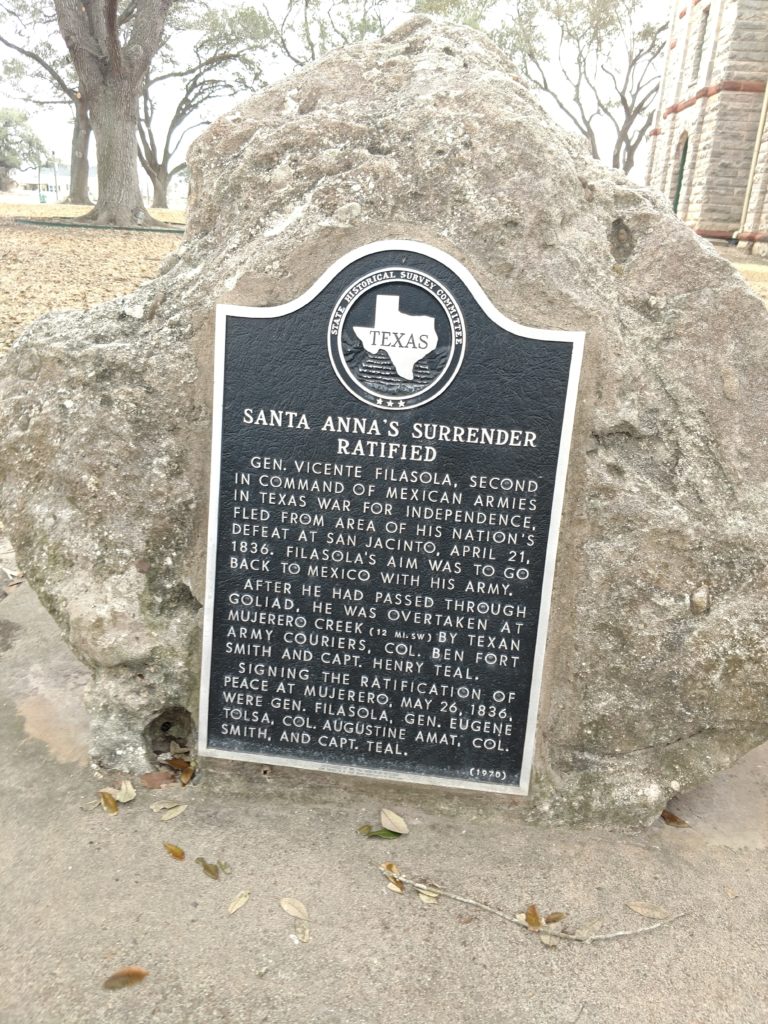 STATE HISTORICAL SURVEY COMMITTEE
TEXAS
SANTA ANNA'S SURRENDER
RATIFIED
GEN. VICENTE FILASOLA, SECOND
IN COMMAND OF MEXICAN ARMIES
IN TEXAS WAR FOR INDEPENDENCE,
FLED FROM AREA OF HIS NATION'S
DEFEAT AT SAN JACINTO, APRIL 21,
1836. FILASOLA'S AIM WAS TO GO
BACK TO MEXICO WITH HIS ARMY.
AFTER HE HAD PASSED THROUGH
GOLIAD, HE WAS OVERTAKEN AT
MUJERERO CREEK (12 MI. SW) BY TEXAN
ARMY COURIERS, COL. BEN FORT
SMITH AND CAPT. HENRY TEAL.
SIGNING THE RATIFICATION OF
PEACE AT MUJERERO, MAY 26, 1836,
WERE GEN. FILASOLA, GEN. EUGENE
TOLSA, COL. AUGUSTINE AMAT, COL.
SMITH, AND CAPT. TEAL.
(1970)